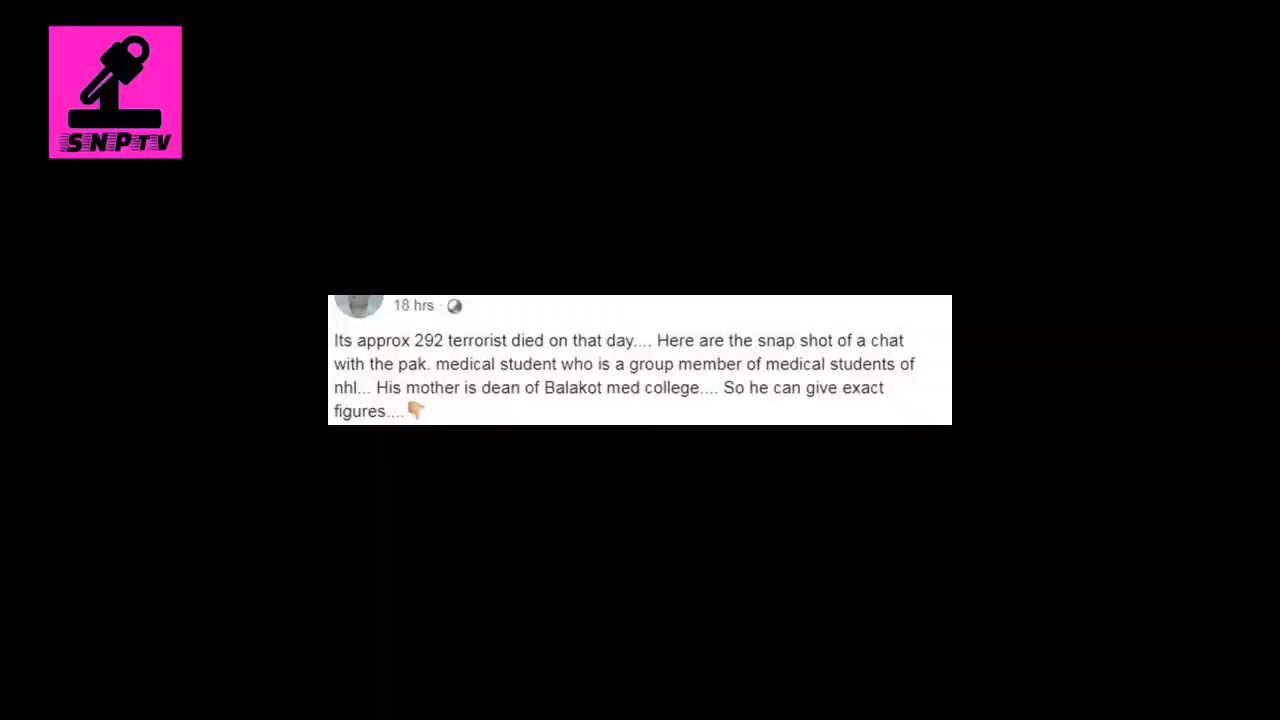 SNPTV
18 hrs ·
Its approx 292 terrorist died on that day.... Here are the snap shot of a chat
with the pak. medical student who is a group member of medical students of
nhl... His mother is dean of Balakot med college.... So he can give exact
figures....👇🏼